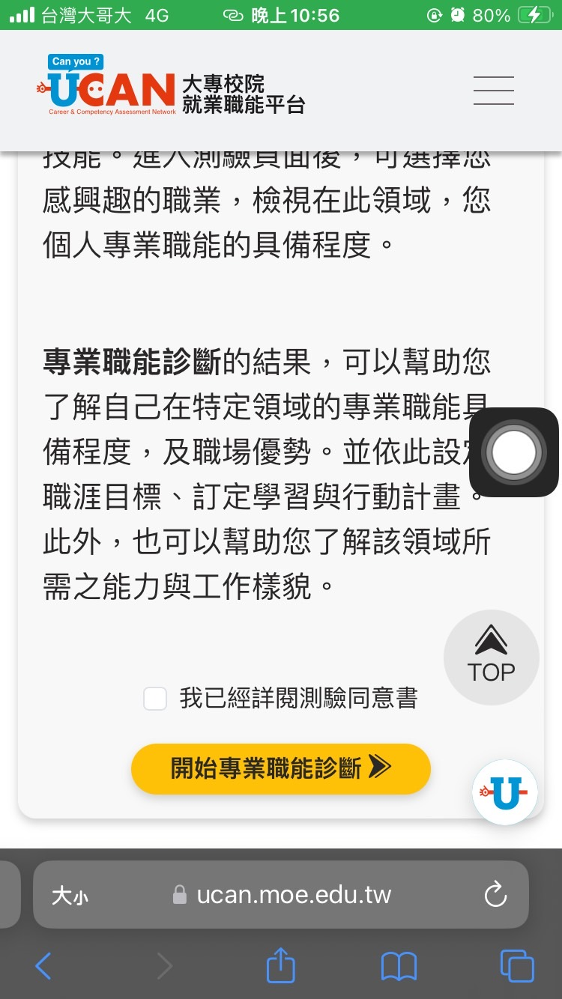 台灣大哥大 4G 晚上10:56 80%
Can you ?
UCAN
Career & Competency Assessment Network
大專校院
就業職能平台
技能。進入測驗頁面後，可選擇您
感興趣的職業，檢視在此領域，您
個人專業職能的具備程度。
專業職能診斷的結果，可以幫助您
了解自己在特定領域的專業職能具
備程度，及職場優勢。並依此設定
職涯目標、訂定學習與行動計畫。
此外，也可以幫助您了解該領域所
需之能力與工作樣貌。
TOP
我已經詳閱測驗同意書
開始專業職能診斷
U
大小 ucan.moe.edu.tw